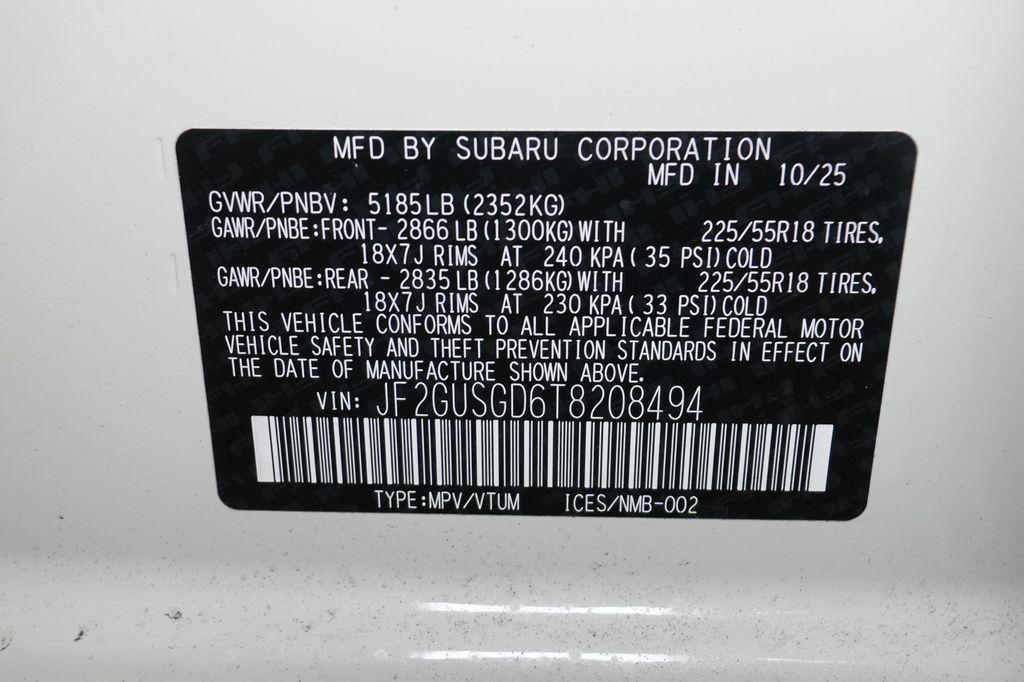 MFD BY SUBARU CORPORATION
MFD IN 10/25
GVWR/PNBV: 5185LB (2352KG)
GAWR/PNBE:FRONT- 2866 LB (1300KG) WITH 225/55R18 TIRES,
18X7J RIMS AT 240 KPA ( 35 PSI) COLD
GAWR/PNBE:REAR - 2835 LB (1286KG) WITH 225/55R18 TIRES,
18X7J RIMS AT 230 KPA ( 33 PSI) COLD
THIS VEHICLE CONFORMS TO ALL APPLICABLE FEDERAL MOTOR
VEHICLE SAFETY AND THEFT PREVENTION STANDARDS IN EFFECT ON
THE DATE OF MANUFACTURE SHOWN ABOVE.
VIN: JF2GUSGD6T8208494
TYPE:MPV/VTUM ICES/NMB-002